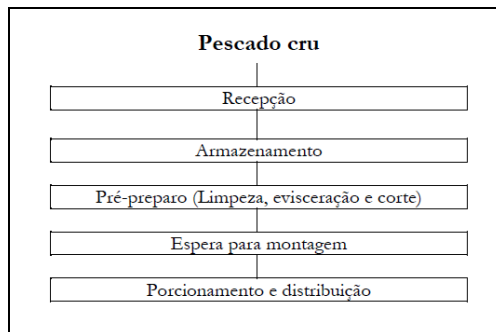 Pescado cru
Recepção
Armazenamento
Pré-preparo (Limpeza, evisceração e corte)
Espera para montagem
Porcionamento e distribuição